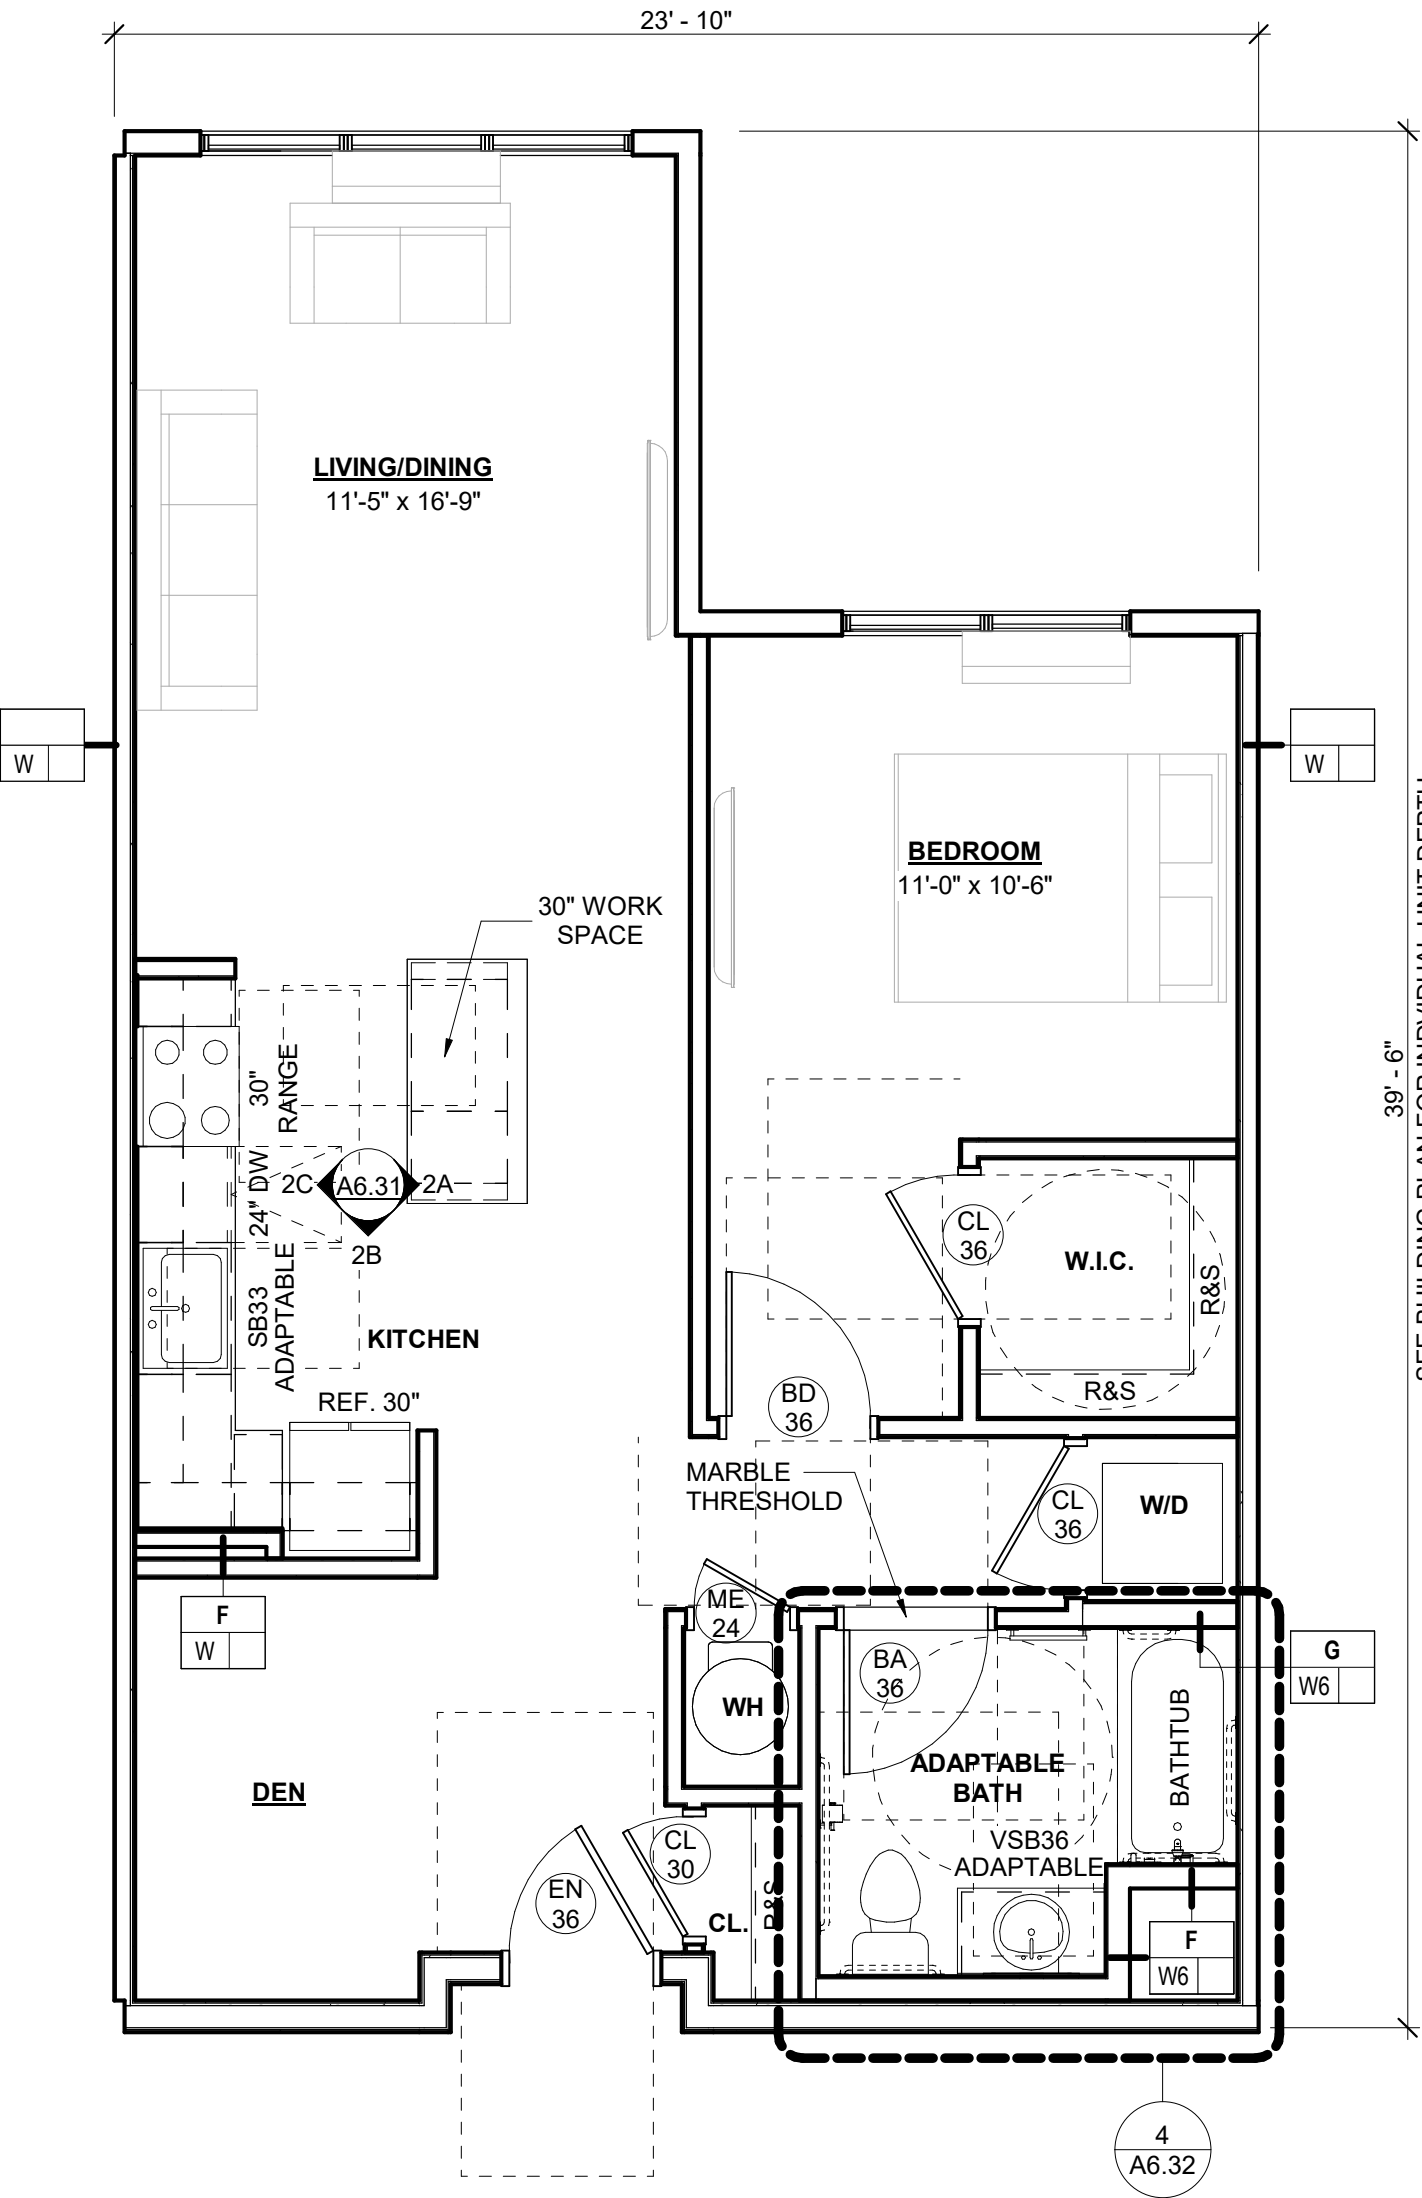 23' - 10"
LIVING/DINING
11'-5" x 16'-9"
W
W
BEDROOM
11'-0" x 10'-6"
30" WORK
SPACE
39' - 6"
30"
RANGE
24" DW
2C
A6.31
2A
2B
SB33
ADAPTABLE
KITCHEN
REF. 30"
CL
36
W.I.C.
R&S
R&S
BD
36
MARBLE
THRESHOLD
CL
36
W/D
F
W
ME
24
WH
BA
36
G
W6
BATHTUB
ADAPTABLE
BATH
VSB36
ADAPTABLE
DEN
CL
30
EN
36
CL.
R&S
F
W6
4
A6.32